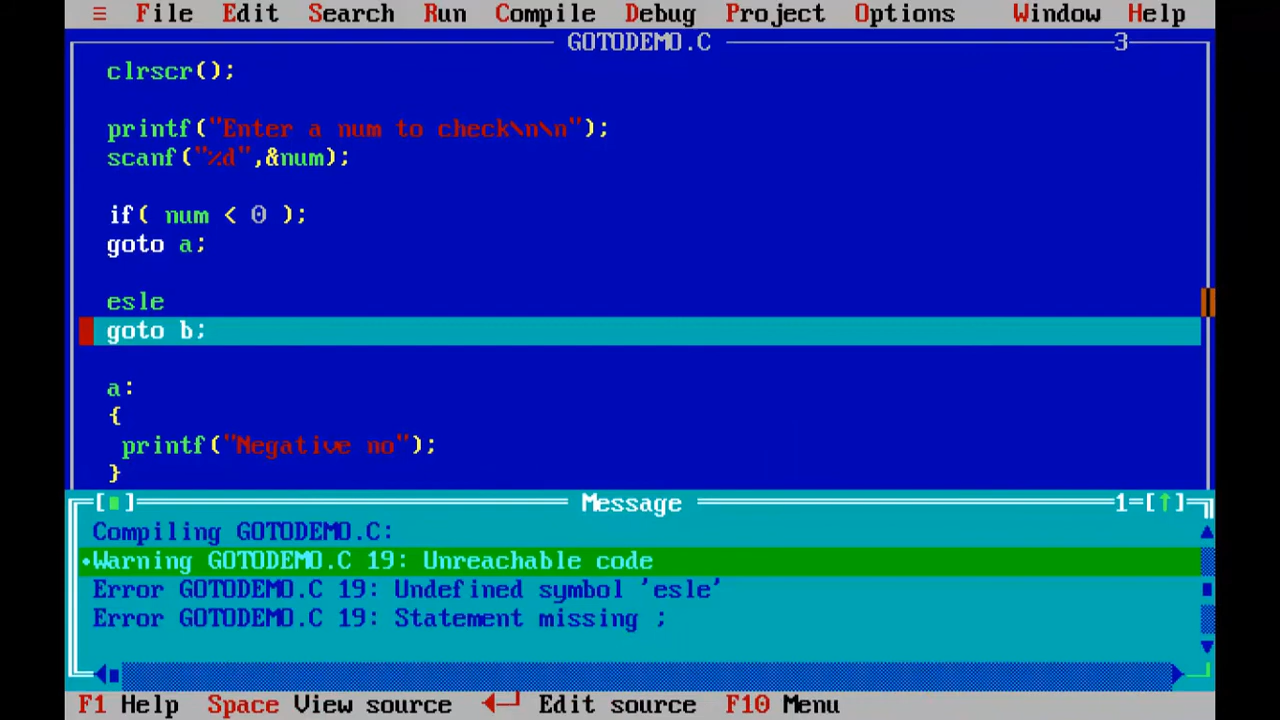 ≡ File Edit Search Run Compile Debug Project Options Window Help
GOTODEMO.C 3
clrscr();
printf("Enter a num to check\n\n");
scanf("%d",&num);
if( num < 0 );
goto a;
esle
goto b;
a:
{
printf("Negative no");
}
[■] Message 1=[↑]
Compiling GOTODEMO.C:
•Warning GOTODEMO.C 19: Unreachable code
Error GOTODEMO.C 19: Undefined symbol 'esle'
Error GOTODEMO.C 19: Statement missing ;
F1 Help Space View source ←┘ Edit source F10 Menu